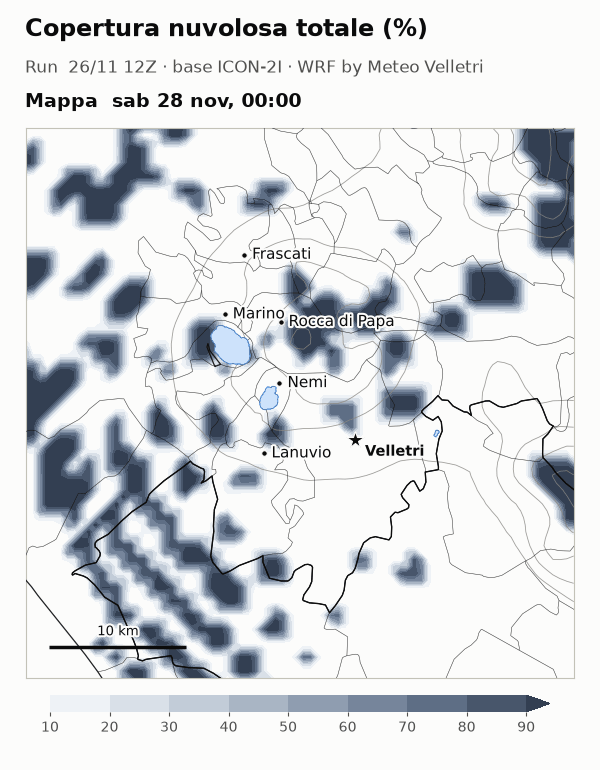 Copertura nuvolosa totale (%)
Run  26/11 12Z · base ICON-2I · WRF by Meteo Velletri
Mappa  sab 28 nov, 00:00
Frascati
Marino
Rocca di Papa
Nemi
Velletri
Lanuvio
10 km
10 20 30 40 50 60 70 80 90